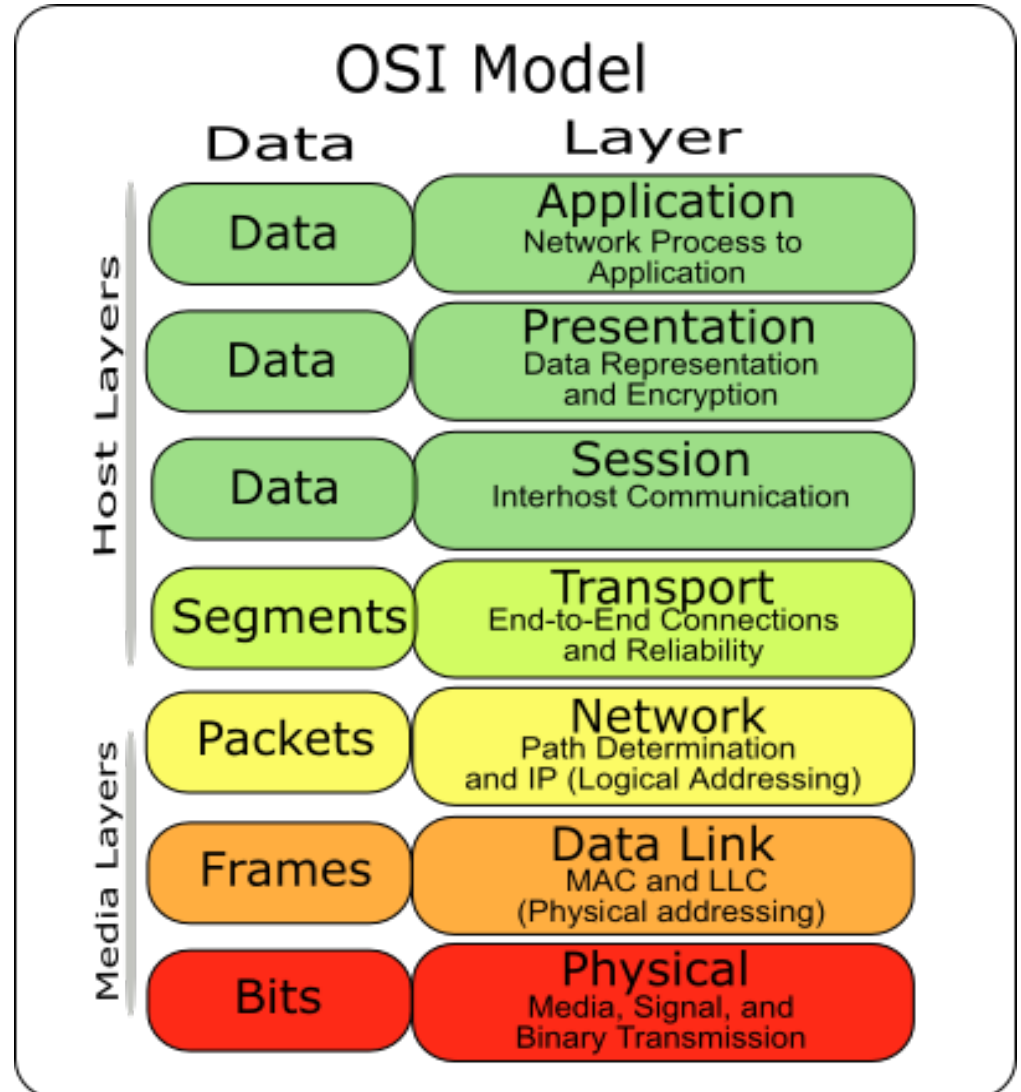 OSI Model
Data
Layer
Host Layers
Data
Application
Network Process to
Application
Data
Presentation
Data Representation
and Encryption
Data
Session
Interhost Communication
Segments
Transport
End-to-End Connections
and Reliability
Media Layers
Packets
Network
Path Determination
and IP (Logical Addressing)
Frames
Data Link
MAC and LLC
(Physical addressing)
Bits
Physical
Media, Signal, and
Binary Transmission